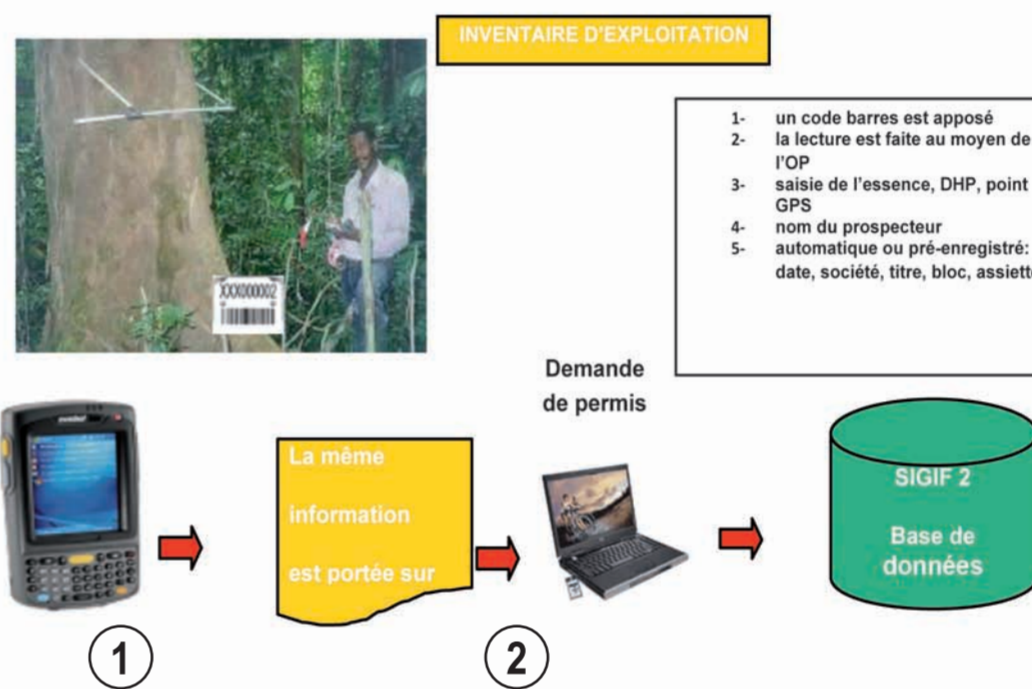 INVENTAIRE D'EXPLOITATION
1- un code barres est apposé
2- la lecture est faite au moyen de
l'OP
3- saisie de l'essence, DHP, point
GPS
4- nom du prospecteur
5- automatique ou pré-enregistré:
date, société, titre, bloc, assiett
XXX000002
Demande
de permis
La même
information
est portée sur
SIGIF 2
Base de
données
1
2